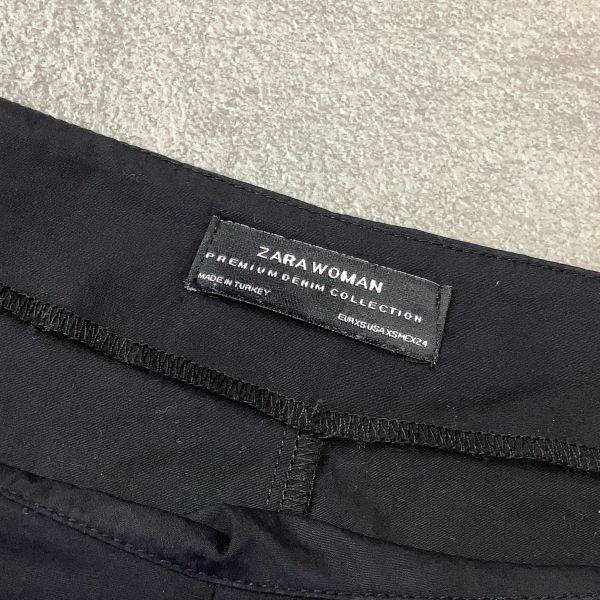 ZARA WOMAN
PREMIUM DENIM COLLECTION
MADE IN TURKEY
EUR XS USA XS MEX 24